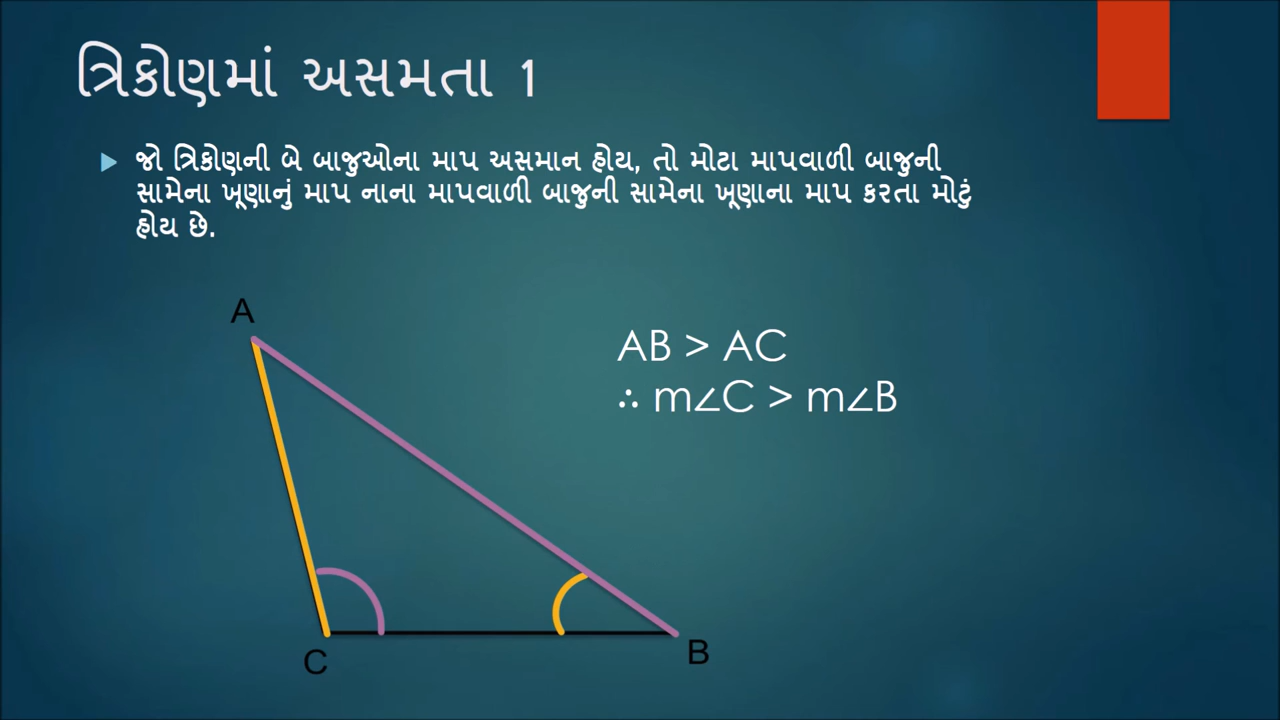 ત્રિકોણમાં અસમતા 1
જો ત્રિકોણની બે બાજુઓના માપ અસમાન હોય, તો મોટા માપવાળી બાજુની
સામેના ખૂણાનું માપ નાના માપવાળી બાજુની સામેના ખૂણાના માપ કરતા મોટું
હોય છે.
A
AB > AC
∴ m∠C > m∠B
C
B